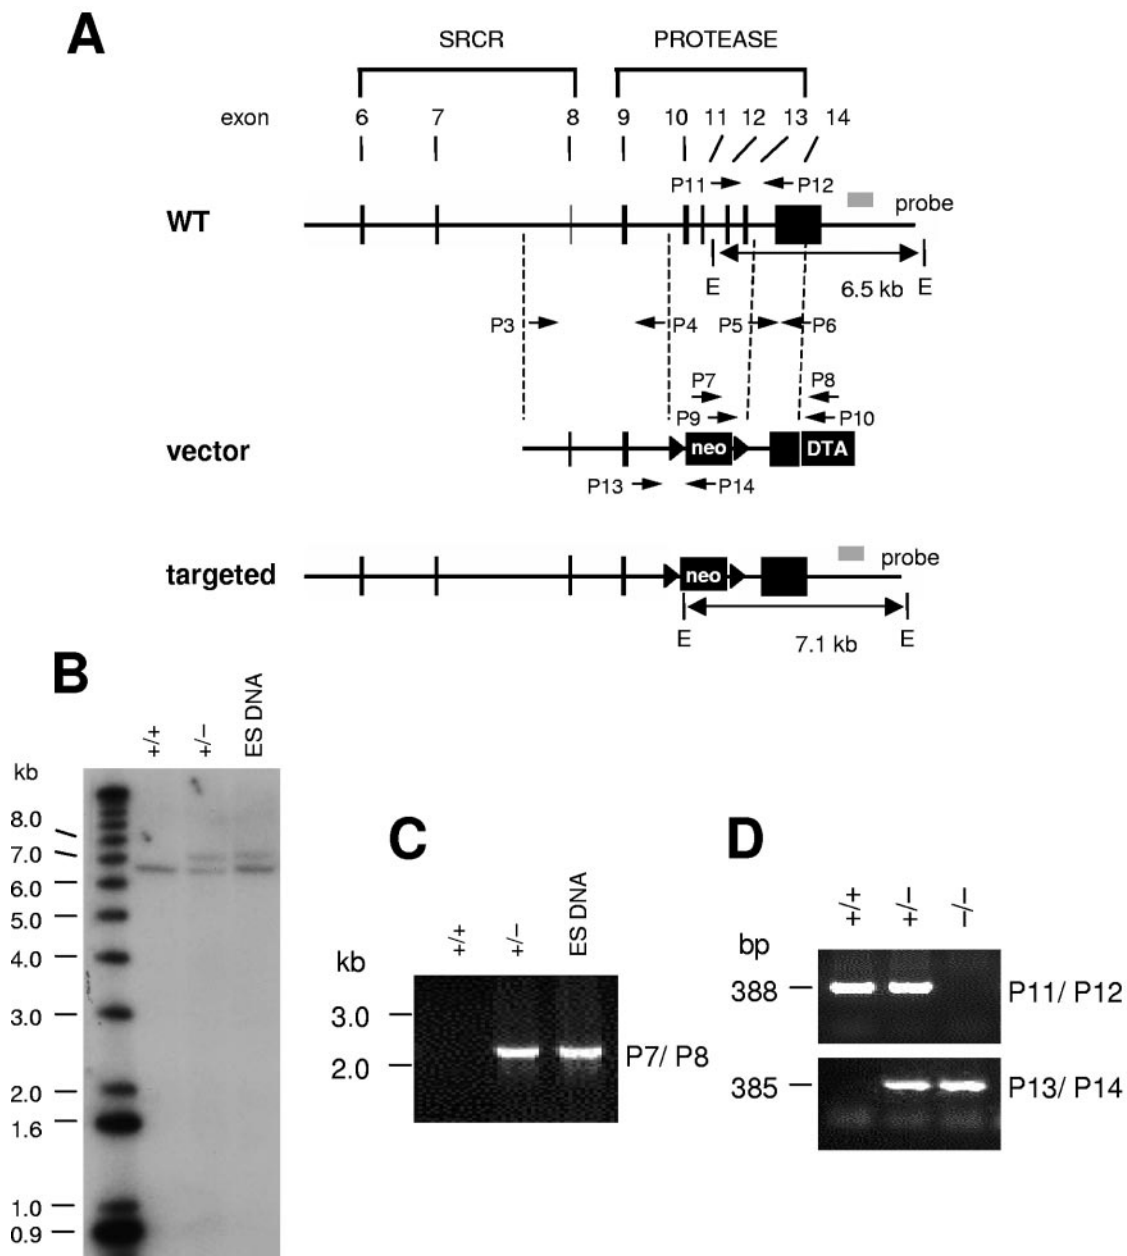 A
SRCR PROTEASE
exon 6 7 8 9 10 11 12 13 14
P11 P12
WT probe
E E
6.5 kb
P3 P4 P5 P6
P7 P8
P9 P10
vector neo DTA
P13 P14
probe
targeted neo
E E
7.1 kb
B
+/+ +/− ES DNA
kb
8.0
7.0
6.0
5.0
4.0
3.0
2.0
1.6
1.0
0.9
C
+/+ +/− ES DNA
kb
3.0
2.0
P7/ P8
D
+/+ +/− −/−
bp
388 P11/ P12
385 P13/ P14